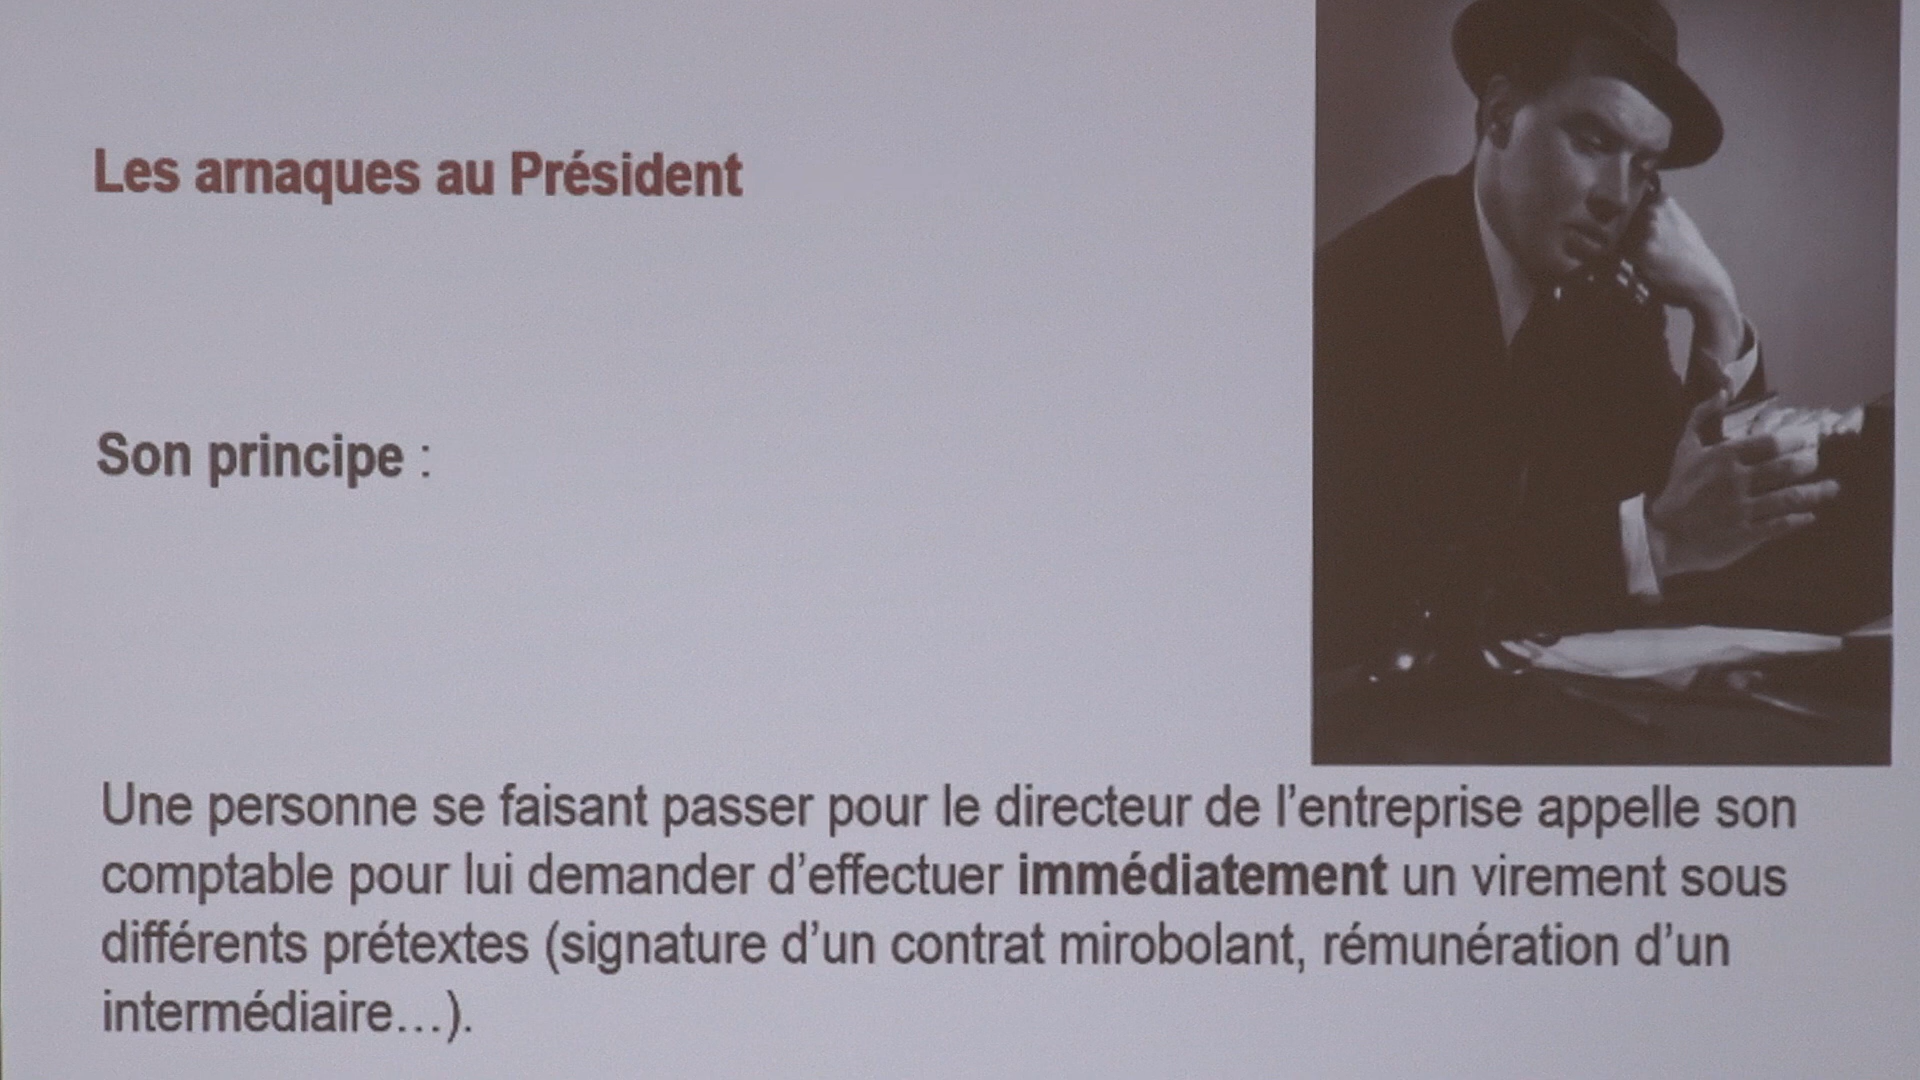 Les arnaques au Président
Son principe :
Une personne se faisant passer pour le directeur de l’entreprise appelle son
comptable pour lui demander d’effectuer immédiatement un virement sous
différents prétextes (signature d’un contrat mirobolant, rémunération d’un
intermédiaire…).